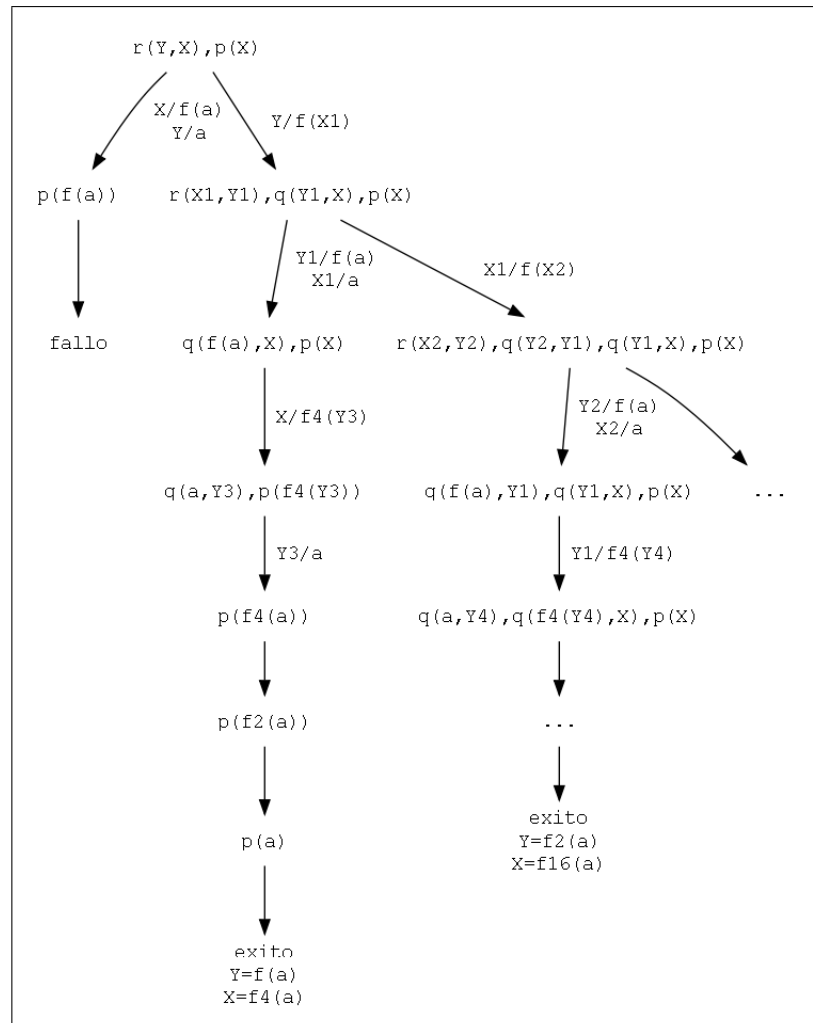 r(Y,X),p(X)
X/f(a)
Y/a
Y/f(X1)
p(f(a))
r(X1,Y1),q(Y1,X),p(X)
Y1/f(a)
X1/a
X1/f(X2)
fallo
q(f(a),X),p(X)
r(X2,Y2),q(Y2,Y1),q(Y1,X),p(X)
X/f4(Y3)
Y2/f(a)
X2/a
q(a,Y3),p(f4(Y3))
q(f(a),Y1),q(Y1,X),p(X)
...
Y3/a
Y1/f4(Y4)
p(f4(a))
q(a,Y4),q(f4(Y4),X),p(X)
p(f2(a))
...
p(a)
exito
Y=f2(a)
X=f16(a)
exito
Y=f(a)
X=f4(a)